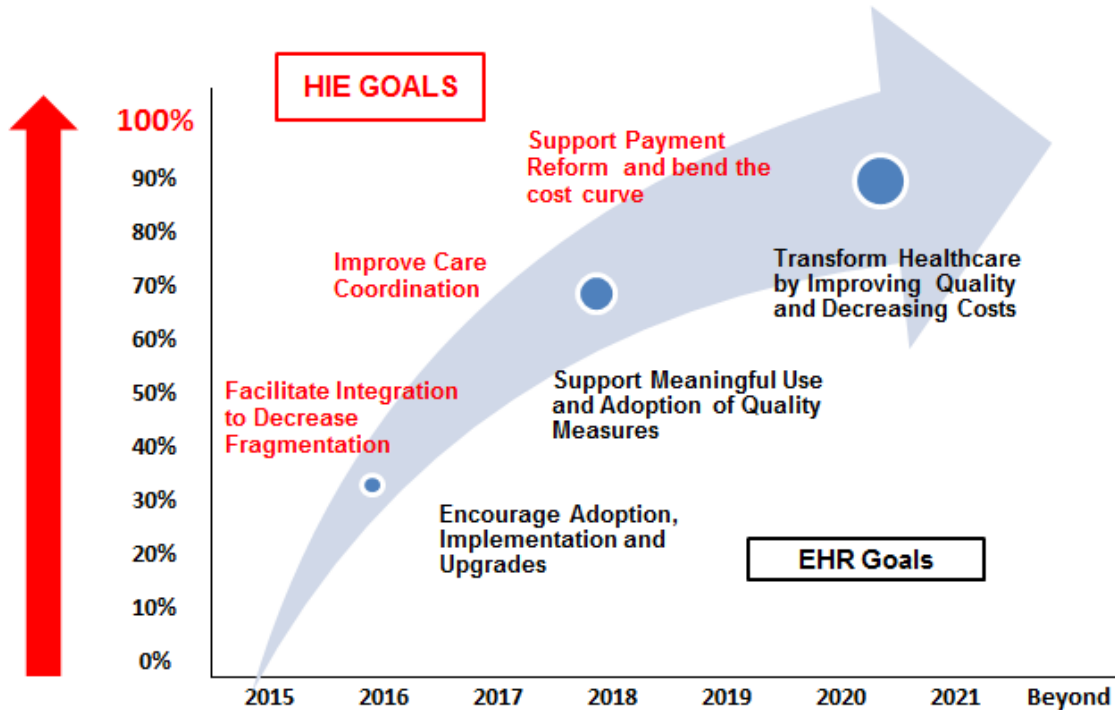 HIE GOALS
100%
90%
80%
70%
60%
50%
40%
30%
20%
10%
0%
Support Payment
Reform and bend the
cost curve
Improve Care
Coordination
Transform Healthcare
by Improving Quality
and Decreasing Costs
Facilitate Integration
to Decrease
Fragmentation
Support Meaningful Use
and Adoption of Quality
Measures
Encourage Adoption,
Implementation and
Upgrades
EHR Goals
2015 2016 2017 2018 2019 2020 2021 Beyond